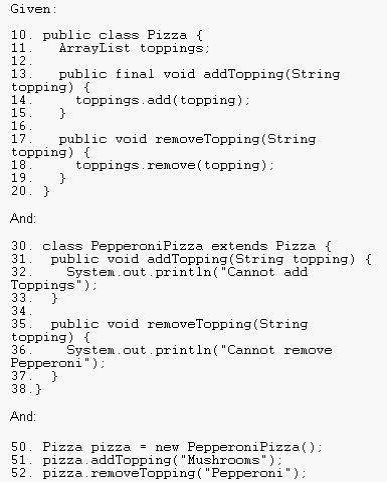 Given:
10. public class Pizza {
11.   ArrayList toppings;
12.
13.   public final void addTopping(String
topping) {
14.     toppings.add(topping);
15.   }
16.
17.   public void removeTopping(String
topping) {
18.     toppings.remove(topping);
19.   }
20. }
And:
30. class PepperoniPizza extends Pizza {
31.  public void addTopping(String topping) {
32.    System.out.println("Cannot add
Toppings");
33.  }
34.
35.  public void removeTopping(String
topping) {
36.    System.out.println("Cannot remove
Pepperoni");
37.  }
38.}
And:
50. Pizza pizza = new PepperoniPizza();
51. pizza.addTopping("Mushrooms");
52. pizza.removeTopping("Pepperoni");